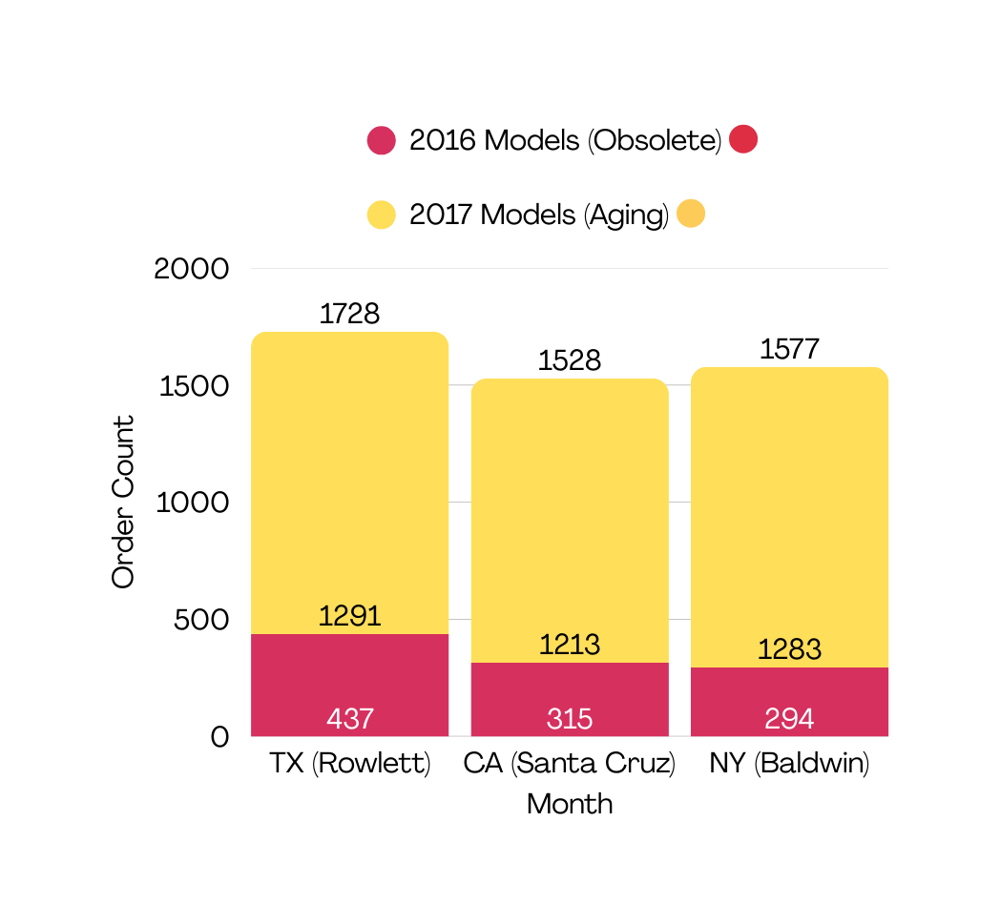 2016 Models (Obsolete)
2017 Models (Aging)
2000
1500
1000
500
0
Order Count
1728
1528
1577
1291
1213
1283
437
315
294
TX (Rowlett)
CA (Santa Cruz)
NY (Baldwin)
Month